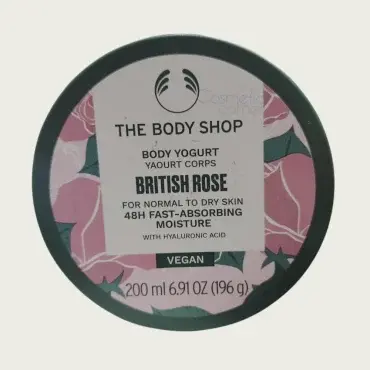 THE BODY SHOP
BODY YOGURT
YAOURT CORPS
BRITISH ROSE
FOR NORMAL TO DRY SKIN
48H FAST-ABSORBING
MOISTURE
WITH HYALURONIC ACID
VEGAN
200 ml 6.91 OZ (196 g)